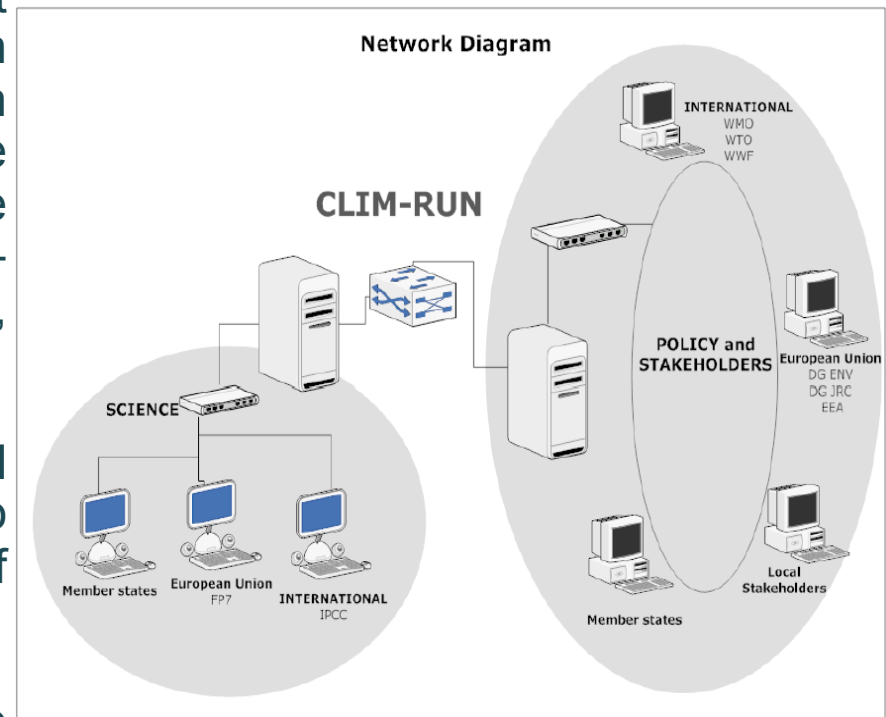 Network Diagram
INTERNATIONAL
WMO
WTO
WWF
CLIM-RUN
POLICY and
STAKEHOLDERS
European Union
DG ENV
DG JRC
EEA
SCIENCE
Member states
European Union
FP7
INTERNATIONAL
IPCC
Local
Stakeholders
Member states